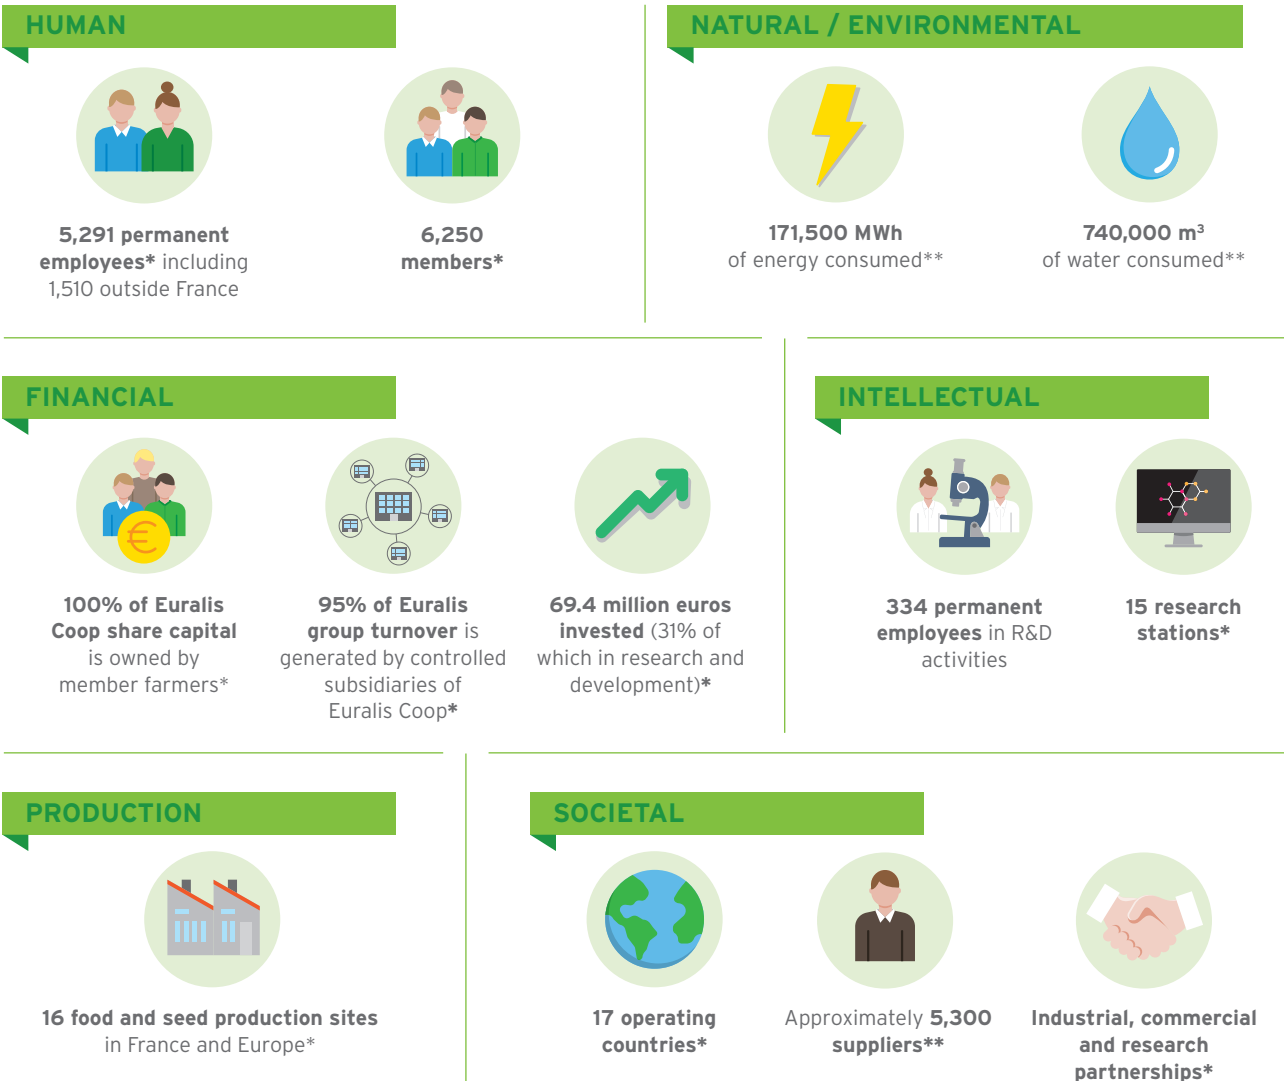 HUMAN
5,291 permanent
employees* including
1,510 outside France
6,250
members*
NATURAL / ENVIRONMENTAL
171,500 MWh
of energy consumed**
740,000 m³
of water consumed**
FINANCIAL
100% of Euralis
Coop share capital
is owned by
member farmers*
95% of Euralis
group turnover is
generated by controlled
subsidiaries of
Euralis Coop*
69.4 million euros
invested (31% of
which in research and
development)*
INTELLECTUAL
334 permanent
employees in R&D
activities
15 research
stations*
PRODUCTION
16 food and seed production sites
in France and Europe*
SOCIETAL
17 operating
countries*
Approximately 5,300
suppliers**
Industrial, commercial
and research
partnerships*